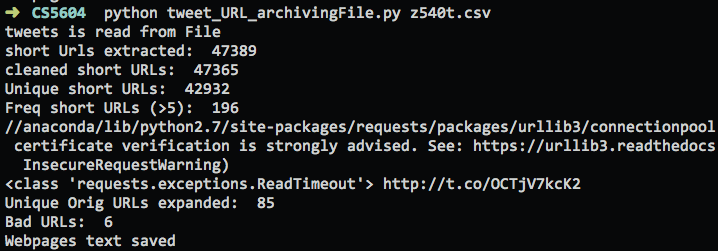 ➜ CS5604 python tweet_URL_archivingFile.py z540t.csv
tweets is read from File
short Urls extracted: 47389
cleaned short URLs: 47365
Unique short URLs: 42932
Freq short URLs (>5): 196
//anaconda/lib/python2.7/site-packages/requests/packages/urllib3/connectionpool
certificate verification is strongly advised. See: https://urllib3.readthedocs
InsecureRequestWarning)
<class 'requests.exceptions.ReadTimeout'> http://t.co/OCTjV7kcK2
Unique Orig URLs expanded: 85
Bad URLs: 6
Webpages text saved